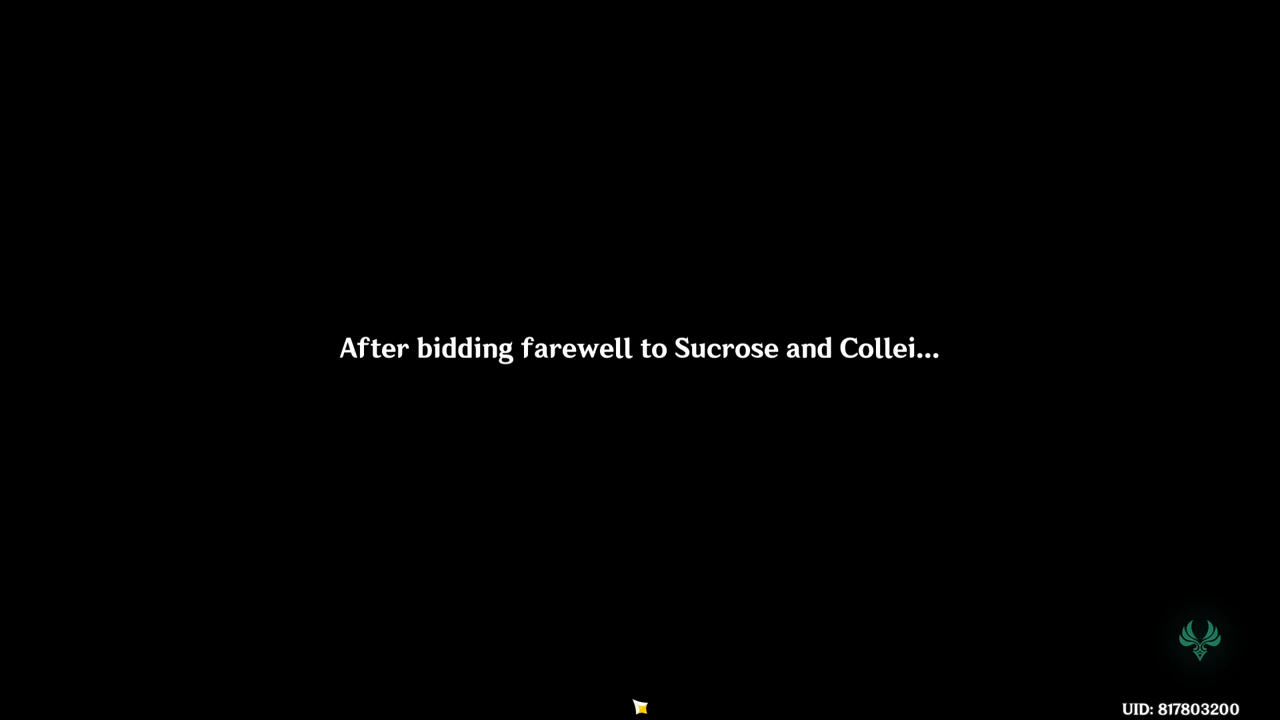 After bidding farewell to Sucrose and Collei...
UID: 817803200